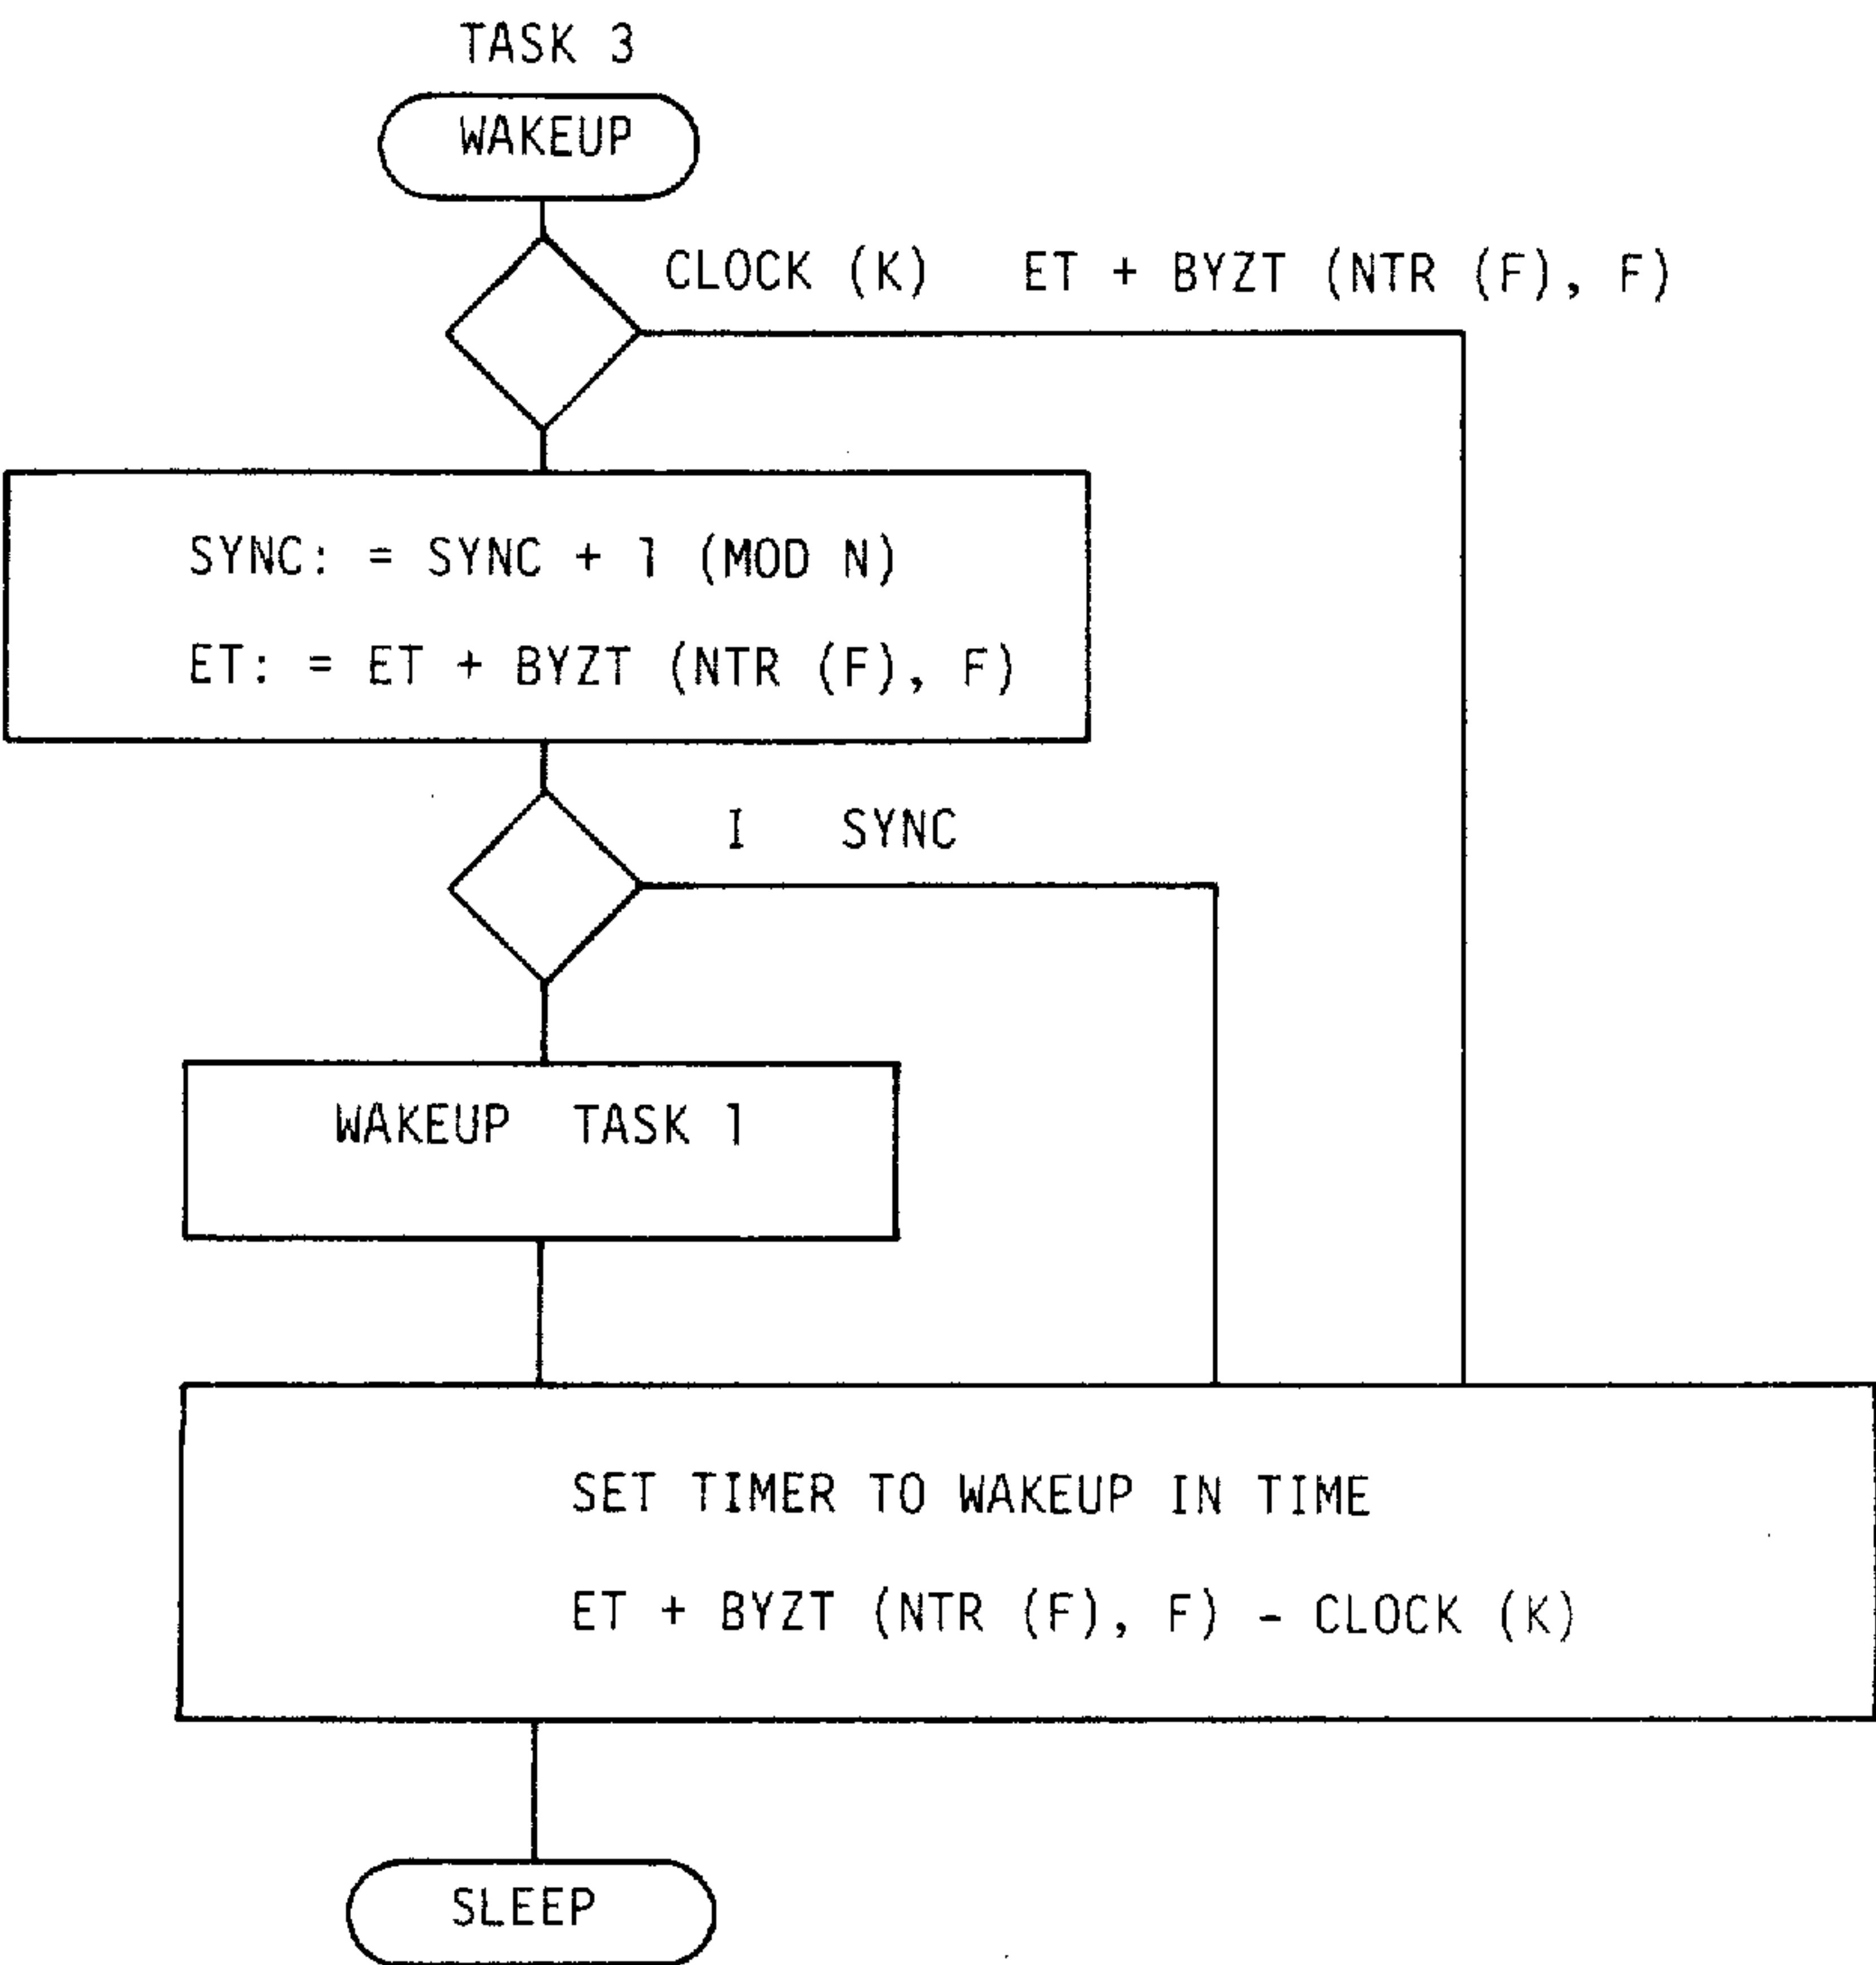 TASK 3
WAKEUP
CLOCK (K) ET + BYZT (NTR (F), F)
SYNC: = SYNC + 1 (MOD N)
ET: = ET + BYZT (NTR (F), F)
I SYNC
WAKEUP TASK 1
SET TIMER TO WAKEUP IN TIME
ET + BYZT (NTR (F), F) - CLOCK (K)
SLEEP